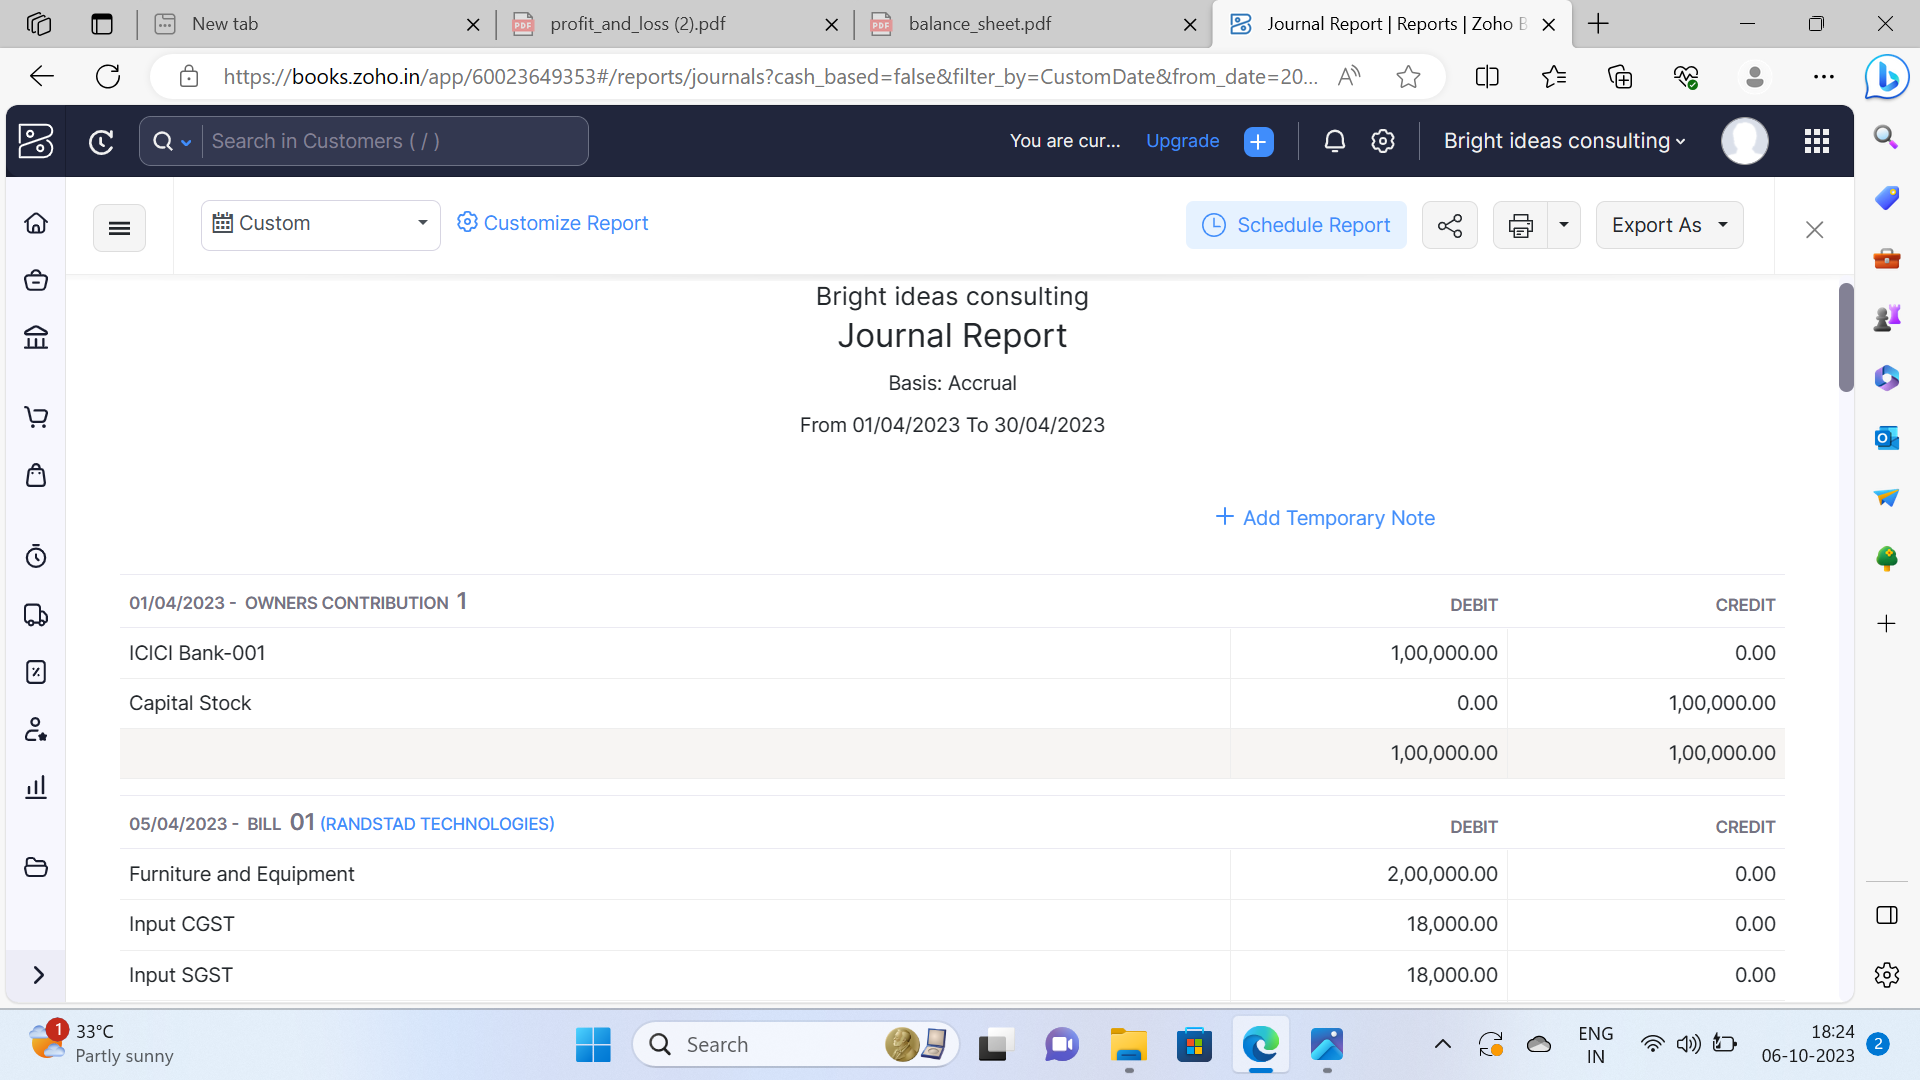 New tab
profit_and_loss (2).pdf
balance_sheet.pdf
Journal Report | Reports | Zoho B
https://books.zoho.in/app/60023649353#/reports/journals?cash_based=false&filter_by=CustomDate&from_date=20...
Search in Customers ( / )
You are cur...
Upgrade
Bright ideas consulting
Custom
Customize Report
Schedule Report
Export As
Bright ideas consulting
Journal Report
Basis: Accrual
From 01/04/2023 To 30/04/2023
+ Add Temporary Note
01/04/2023 - OWNERS CONTRIBUTION 1 DEBIT CREDIT
ICICI Bank-001 1,00,000.00 0.00
Capital Stock 0.00 1,00,000.00
1,00,000.00 1,00,000.00
05/04/2023 - BILL 01 (RANDSTAD TECHNOLOGIES) DEBIT CREDIT
Furniture and Equipment 2,00,000.00 0.00
Input CGST 18,000.00 0.00
Input SGST 18,000.00 0.00
1
33°C
Partly sunny
Search
ENG
IN
18:24
06-10-2023
2